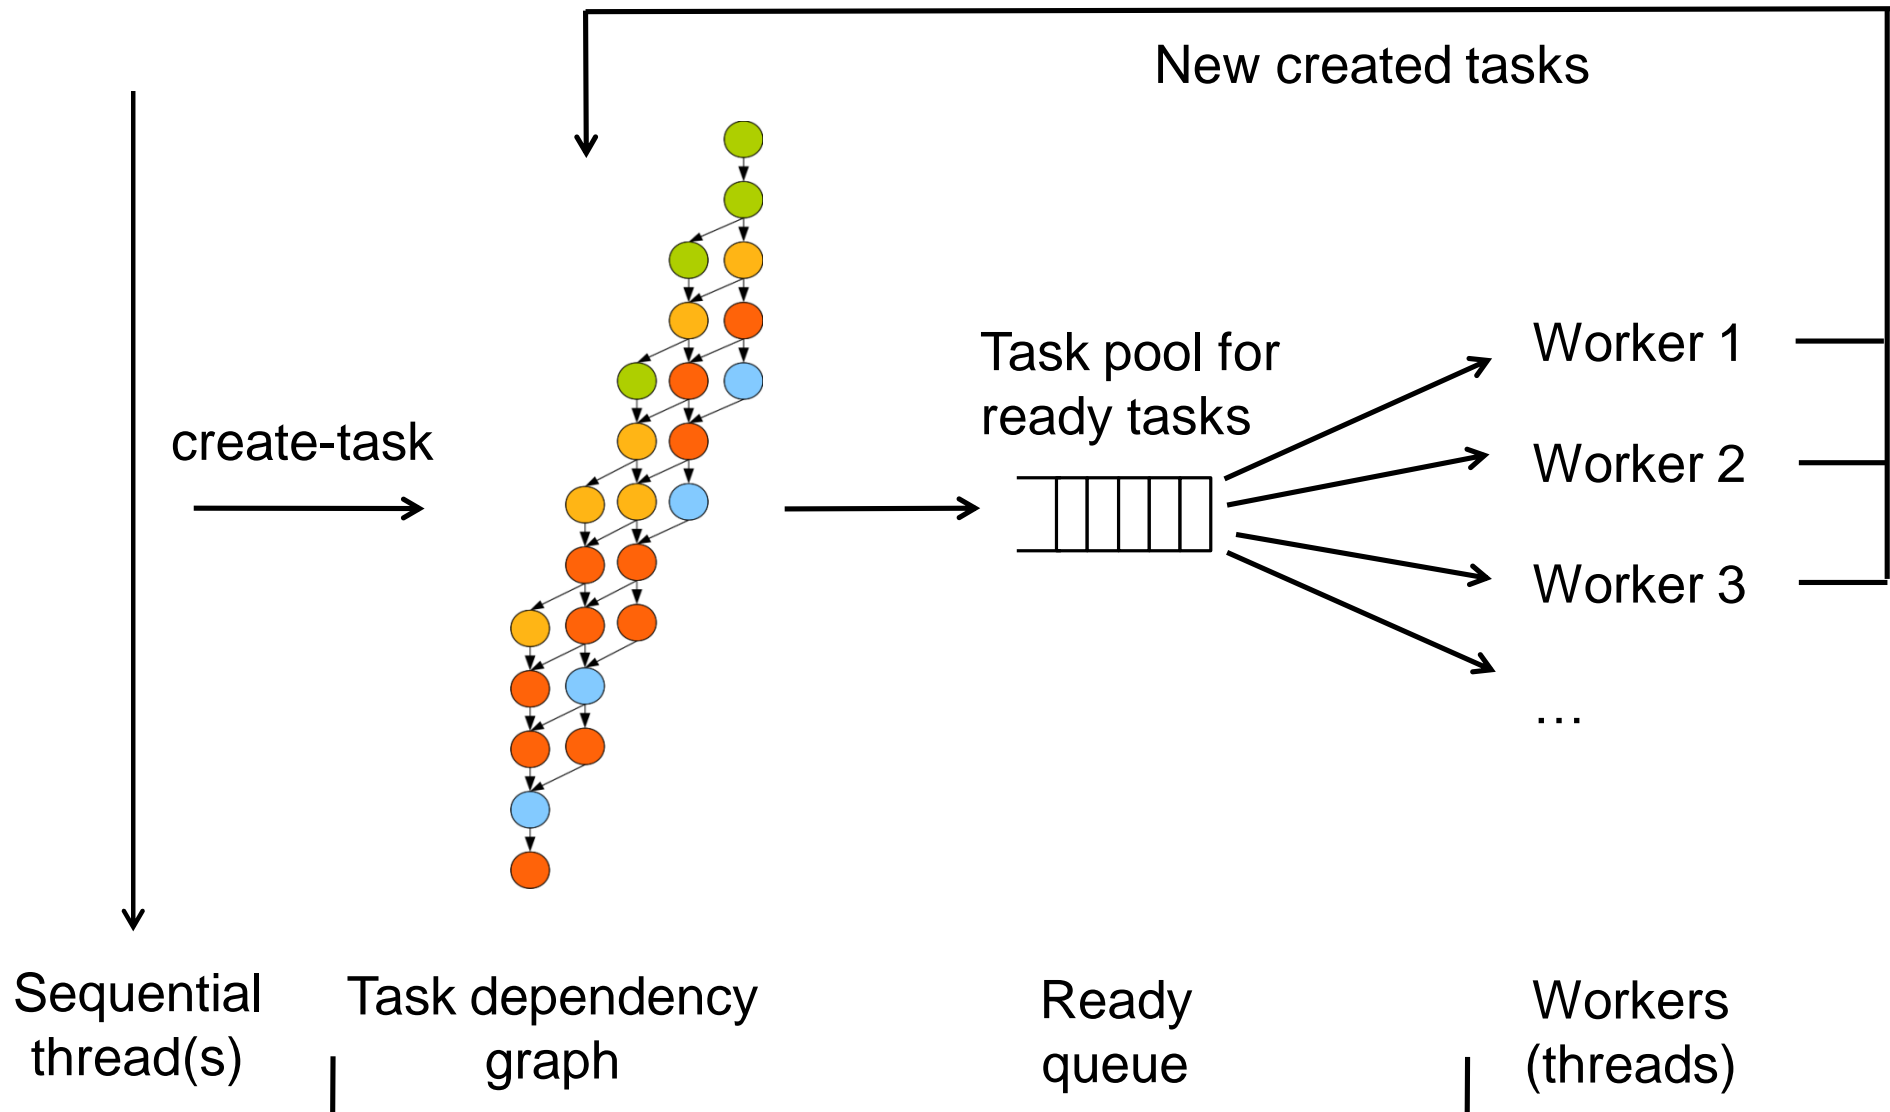 New created tasks
Task pool for
ready tasks
create-task
Worker 1
Worker 2
Worker 3
…
Sequential
thread(s)
Task dependency
graph
Ready
queue
Workers
(threads)